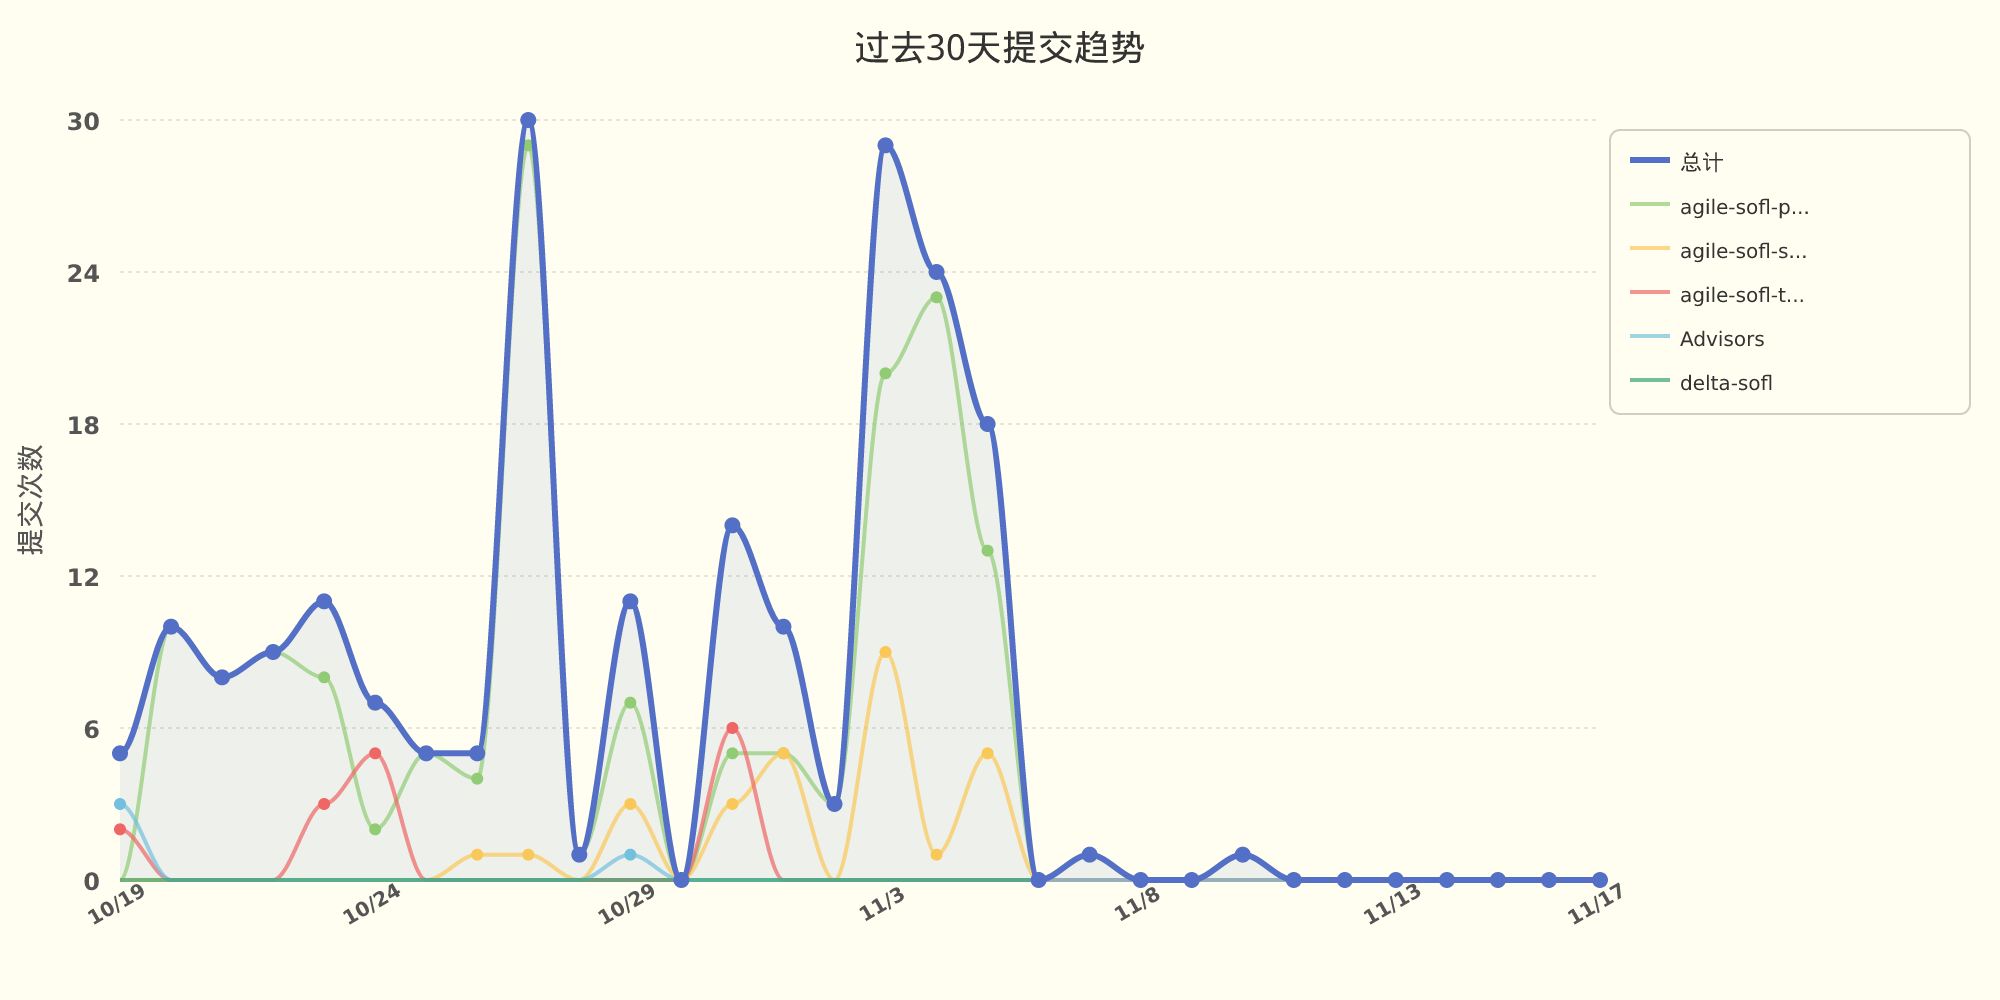 过去30天提交趋势
提交次数
30
24
18
12
6
0
10/19
10/24
10/29
11/3
11/8
11/13
11/17
总计
agile-sofl-p...
agile-sofl-s...
agile-sofl-t...
Advisors
delta-sofl